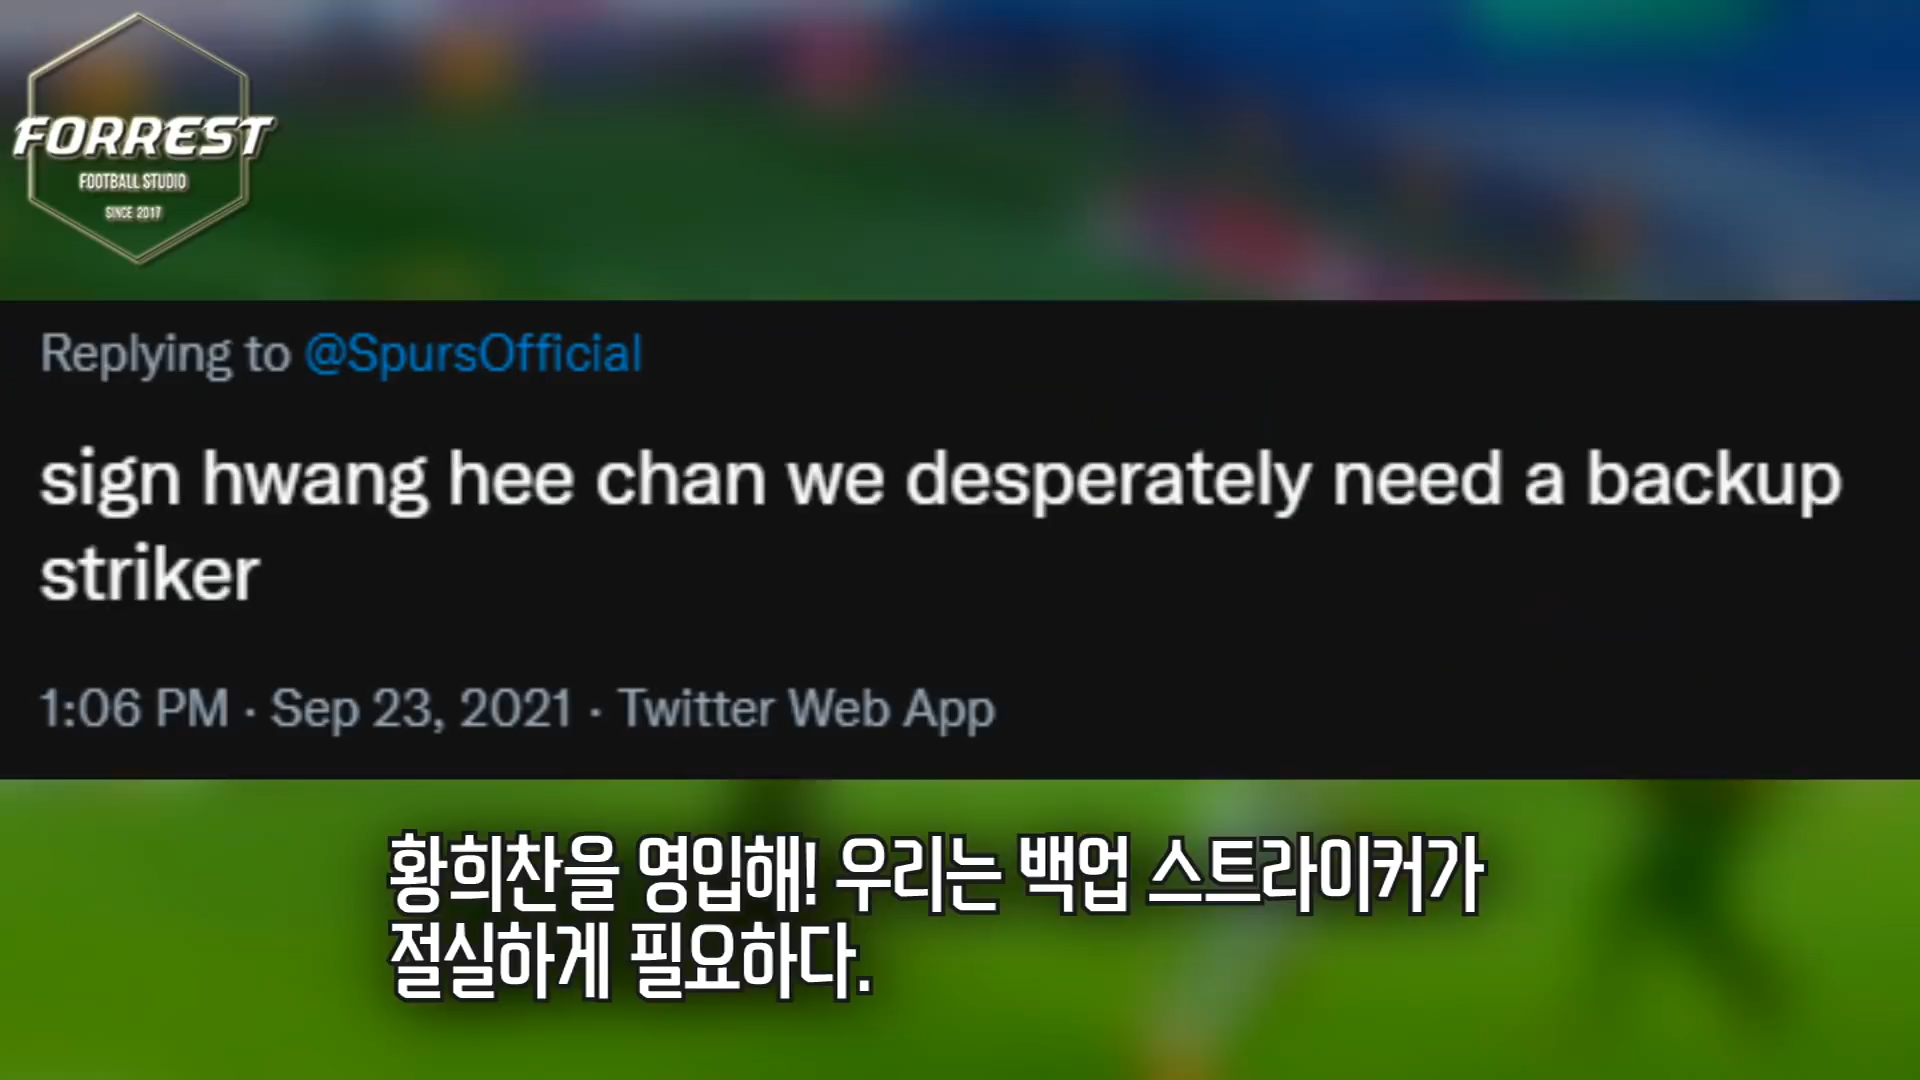 FORREST
FOOTBALL STUDIO
SINCE 2017
Replying to @SpursOfficial
sign hwang hee chan we desperately need a backup
striker
1:06 PM · Sep 23, 2021 · Twitter Web App
황희찬을 영입해! 우리는 백업 스트라이커가
절실하게 필요하다.